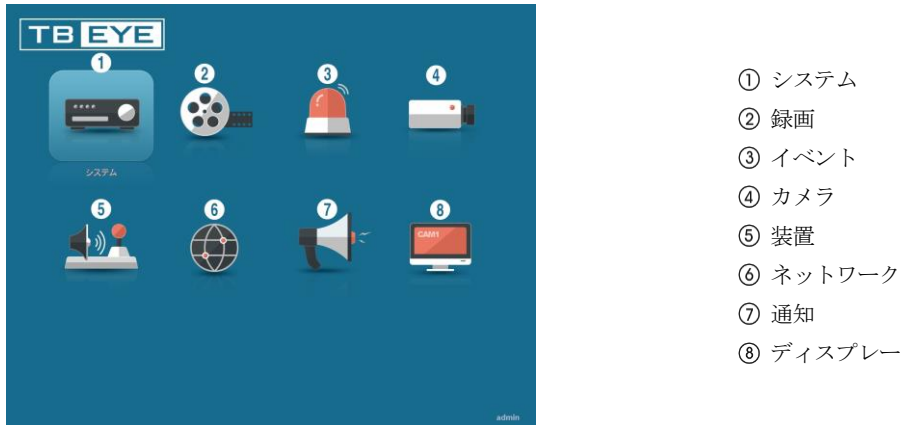 TB EYE
①
②
③
④
システム
⑤
⑥
⑦
⑧
CAM1
admin
① システム
② 録画
③ イベント
④ カメラ
⑤ 装置
⑥ ネットワーク
⑦ 通知
⑧ ディスプレー